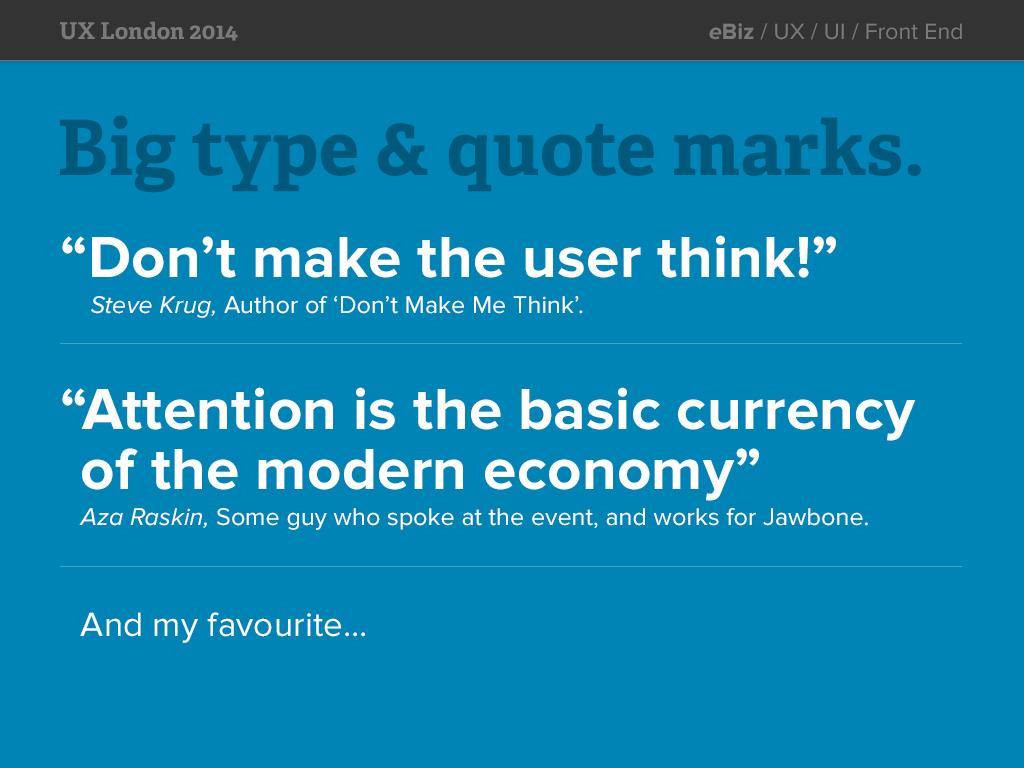 UX London 2014
eBiz / UX / UI / Front End
Big type & quote marks.
“Don’t make the user think!”
Steve Krug, Author of ‘Don’t Make Me Think’.
“Attention is the basic currency
of the modern economy”
Aza Raskin, Some guy who spoke at the event, and works for Jawbone.
And my favourite...